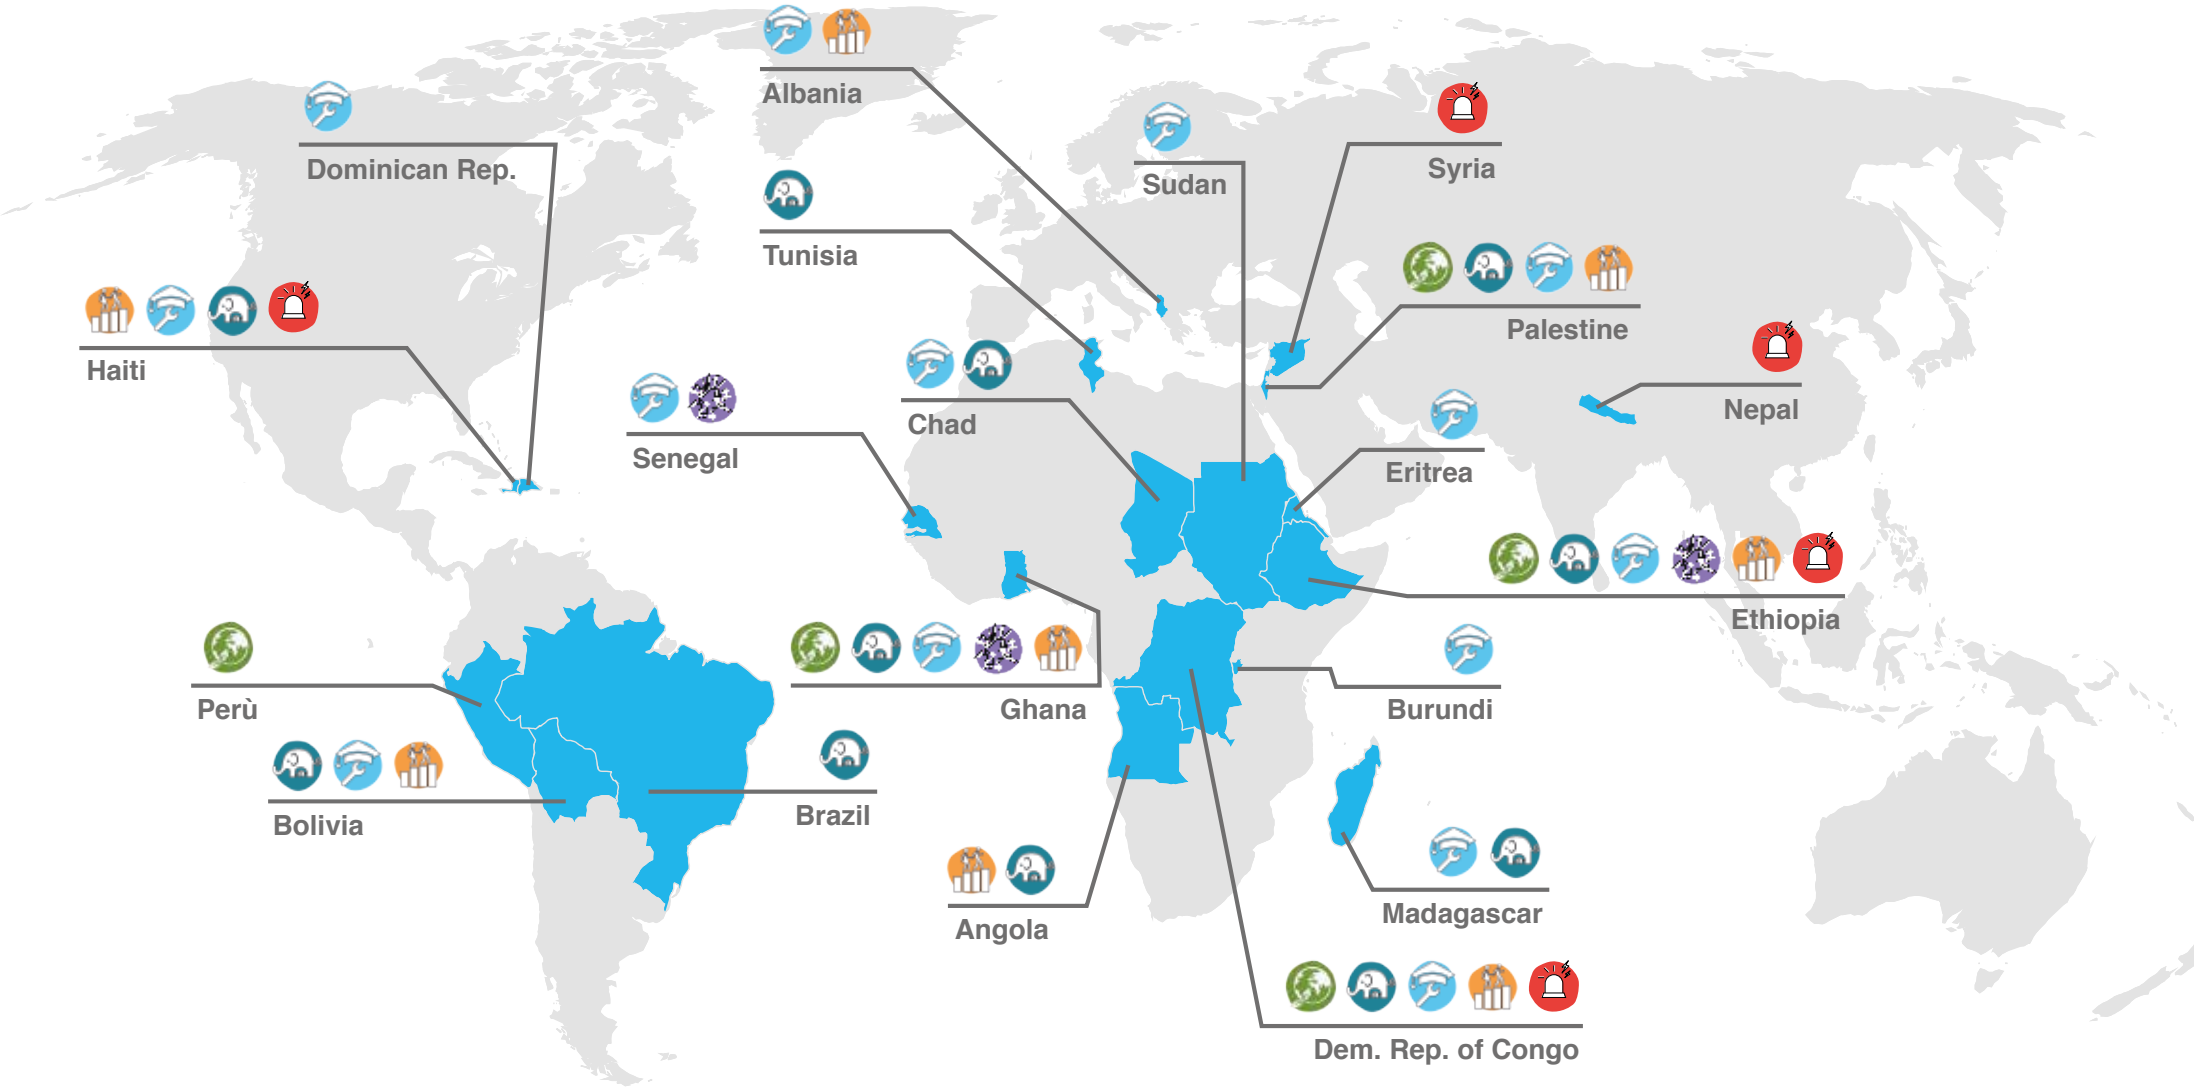 Albania
Dominican Rep.
Syria
Sudan
Tunisia
Palestine
Haiti
Nepal
Chad
Senegal
Eritrea
Ethiopia
Perù
Ghana
Burundi
Bolivia
Brazil
Madagascar
Angola
Dem. Rep. of Congo